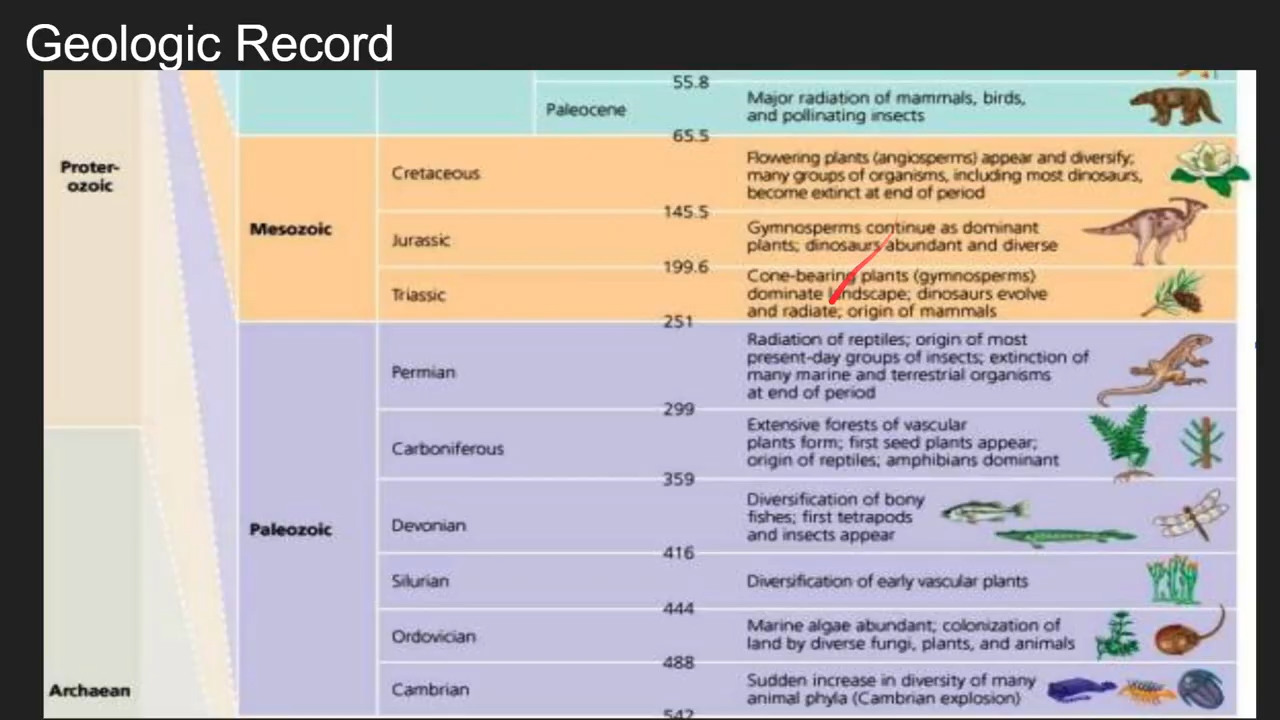 Geologic Record
55.8
Paleocene
Major radiation of mammals, birds,
and pollinating insects
65.5
Proter-
ozoic
Mesozoic
Cretaceous
Flowering plants (angiosperms) appear and diversify;
many groups of organisms, including most dinosaurs,
become extinct at end of period
145.5
Jurassic
Gymnosperms continue as dominant
plants; dinosaurs abundant and diverse
199.6
Triassic
Cone-bearing plants (gymnosperms)
dominate landscape; dinosaurs evolve
and radiate; origin of mammals
251
Paleozoic
Permian
Radiation of reptiles; origin of most
present-day groups of insects; extinction of
many marine and terrestrial organisms
at end of period
299
Carboniferous
Extensive forests of vascular
plants form; first seed plants appear;
origin of reptiles; amphibians dominant
359
Devonian
Diversification of bony
fishes; first tetrapods
and insects appear
416
Silurian
Diversification of early vascular plants
444
Ordovician
Marine algae abundant; colonization of
land by diverse fungi, plants, and animals
488
Archaean
Cambrian
Sudden increase in diversity of many
animal phyla (Cambrian explosion)
542